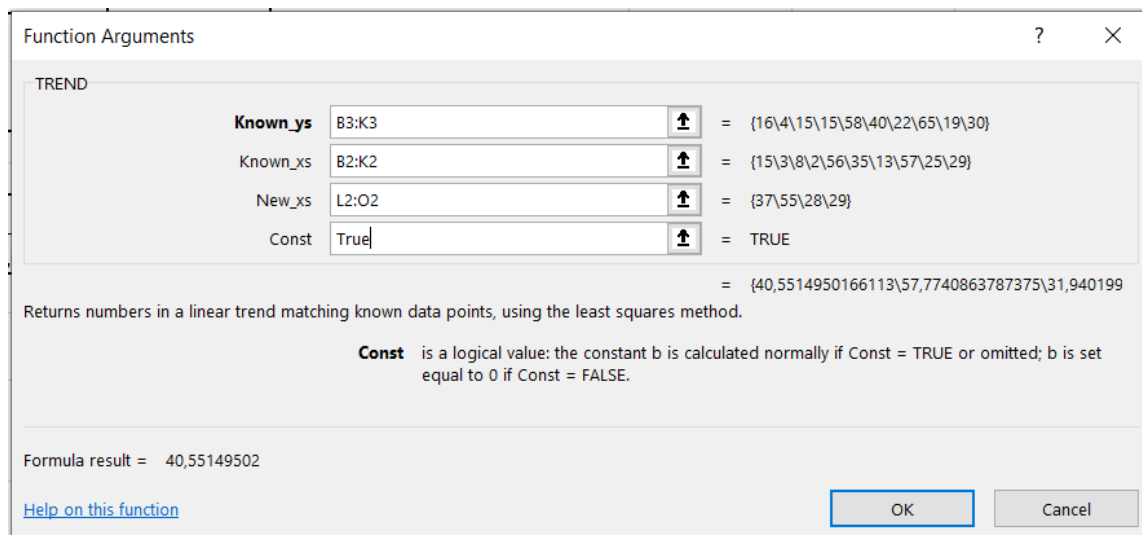 Function Arguments ? ×
TREND
Known_ys B3:K3 = {16\4\15\15\58\40\22\65\19\30}
Known_xs B2:K2 = {15\3\8\2\56\35\13\57\25\29}
New_xs L2:O2 = {37\55\28\29}
Const True = TRUE
= {40,5514950166113\57,7740863787375\31,940199
Returns numbers in a linear trend matching known data points, using the least squares method.
Const is a logical value: the constant b is calculated normally if Const = TRUE or omitted; b is set
equal to 0 if Const = FALSE.
Formula result = 40,55149502
Help on this function OK Cancel